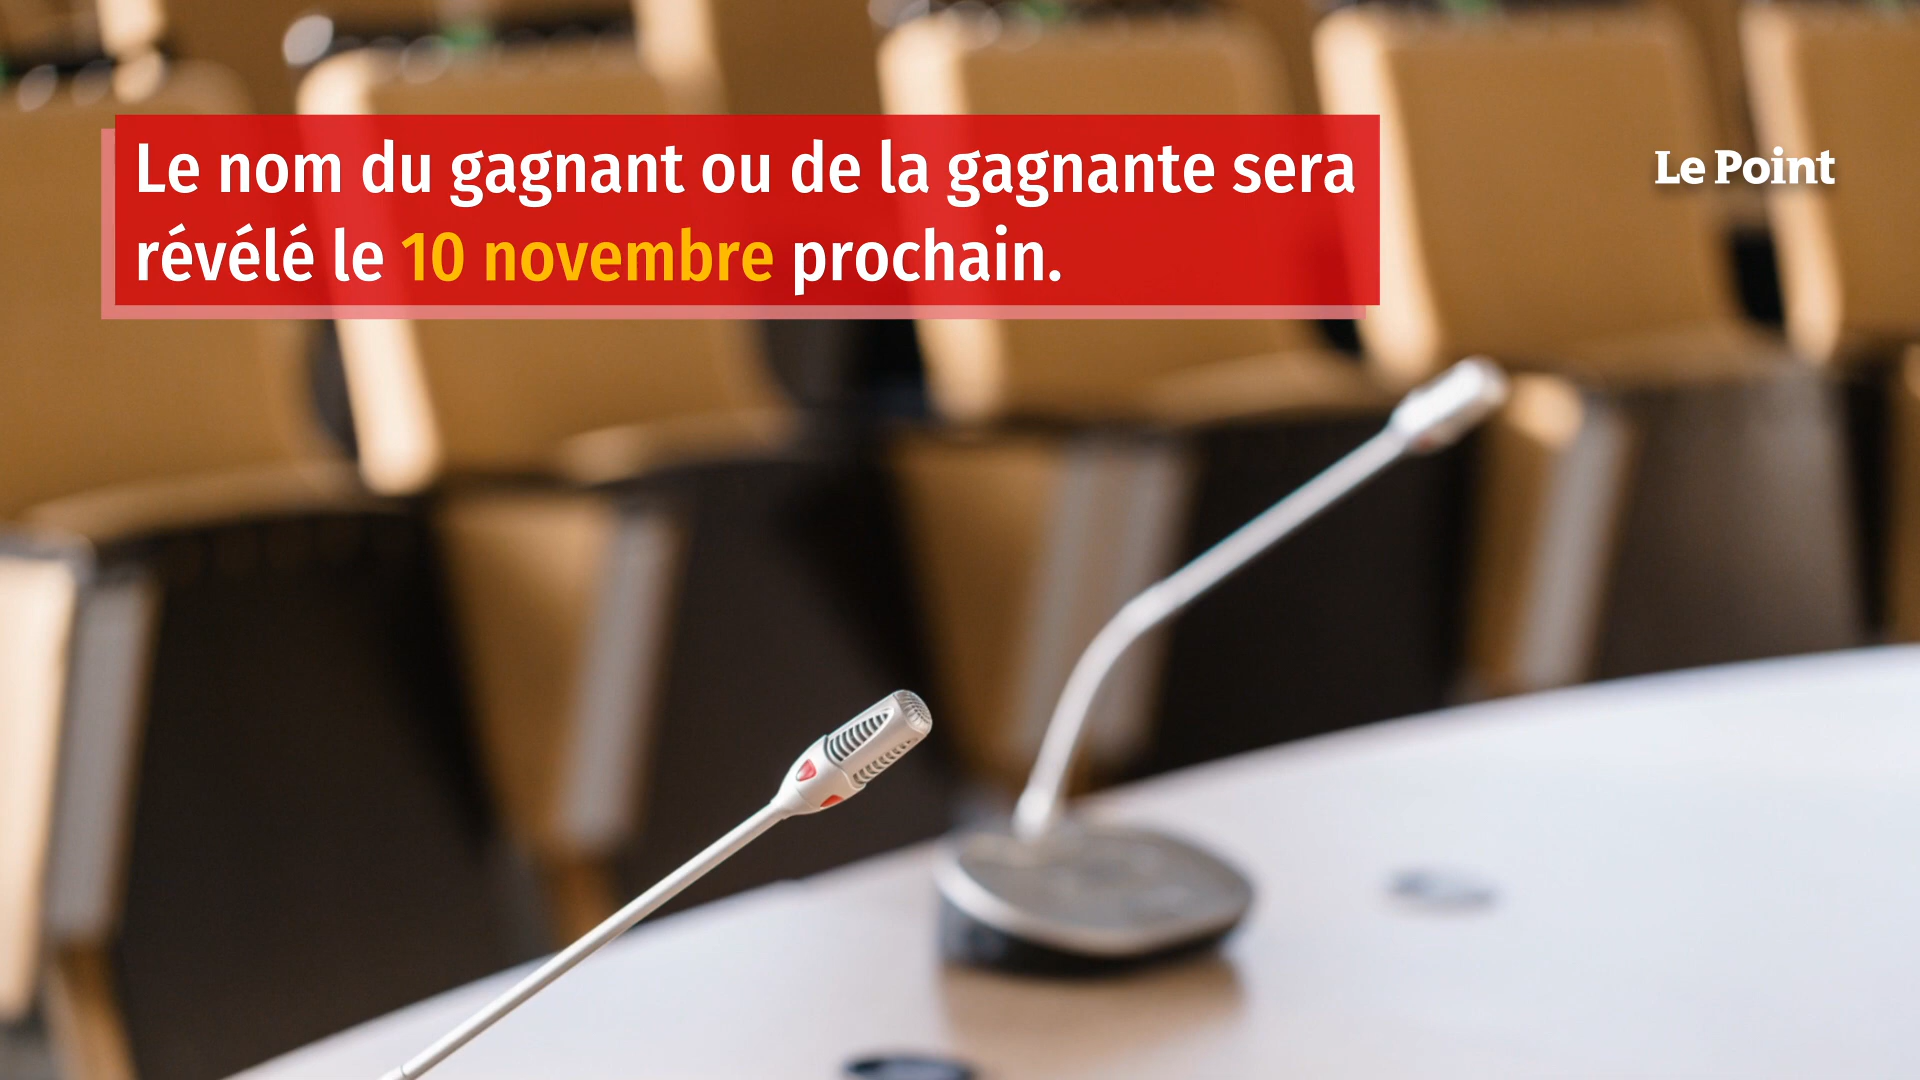 Le nom du gagnant ou de la gagnante sera
révélé le 10 novembre prochain.
Le Point